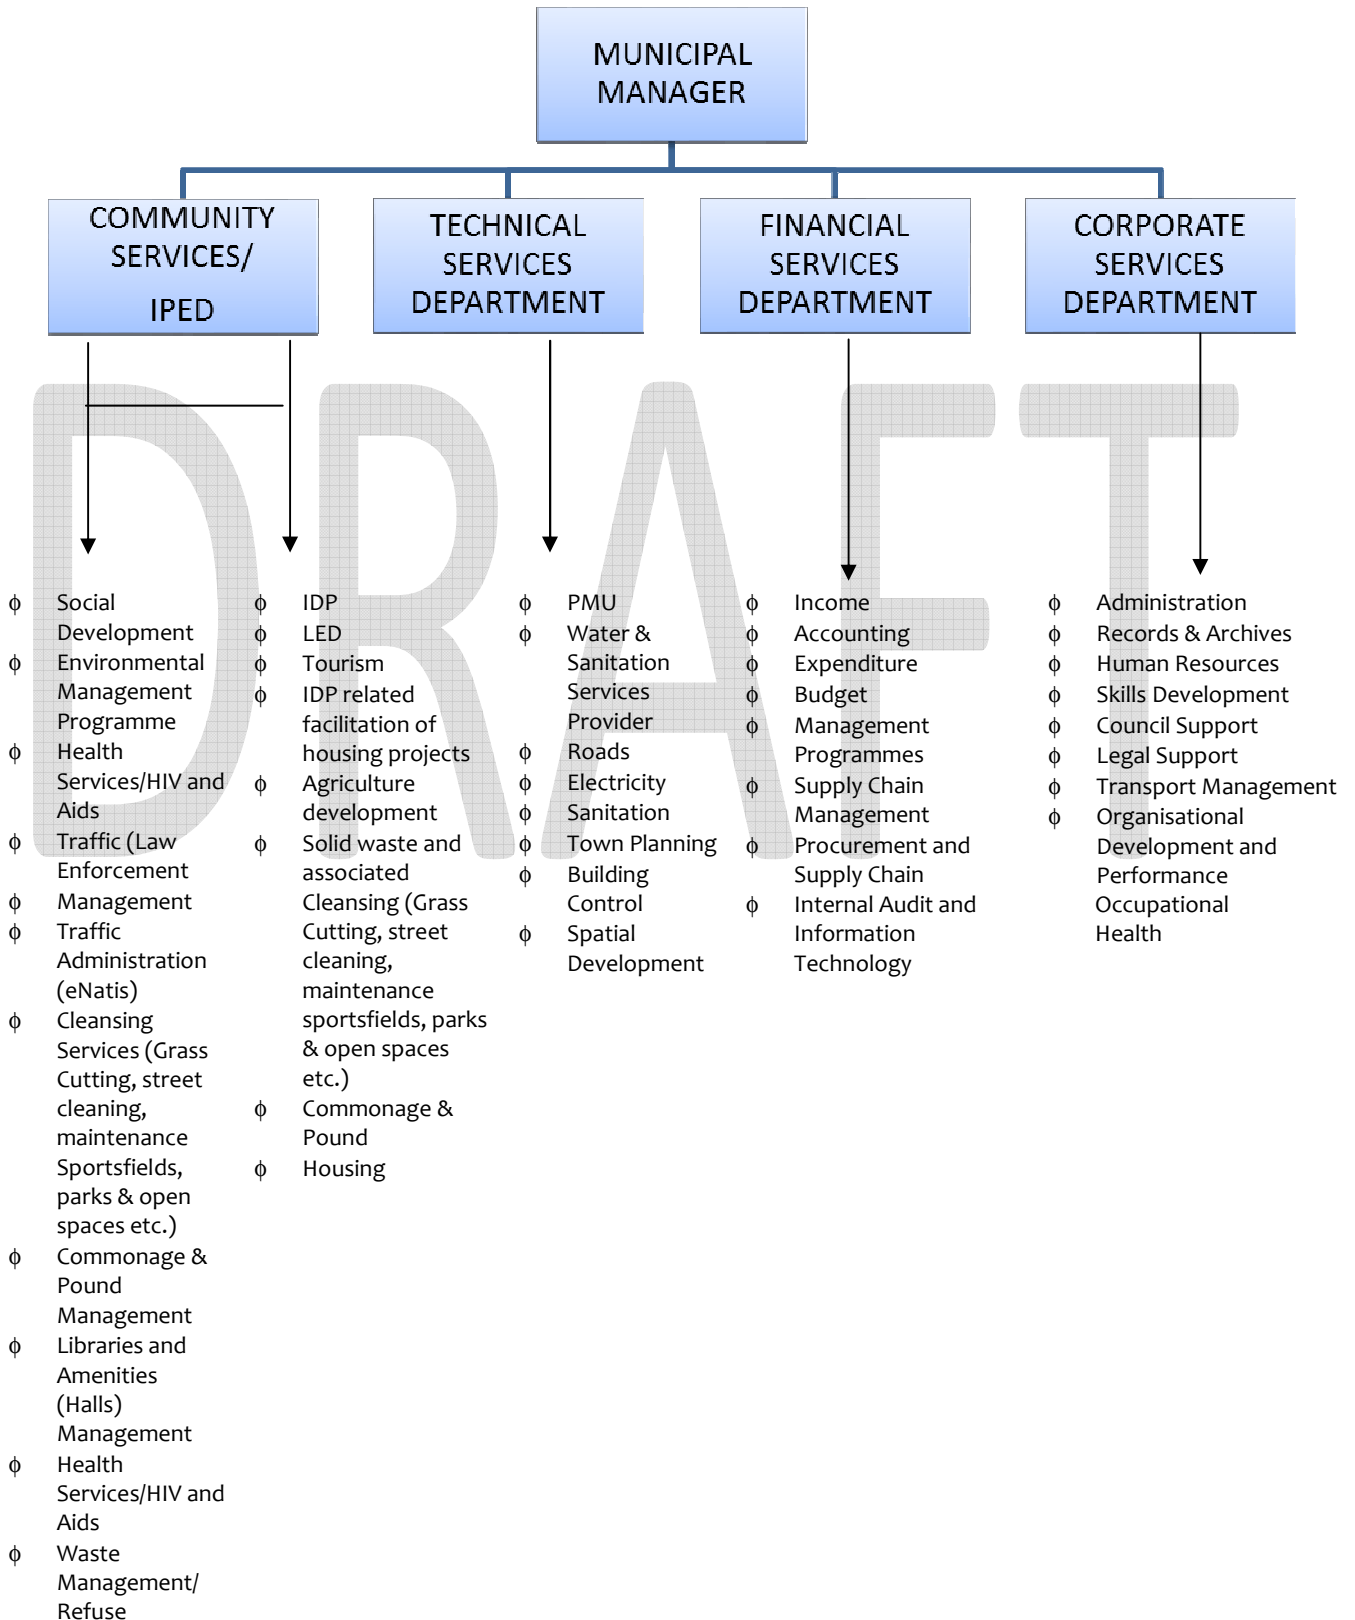 MUNICIPAL
MANAGER
COMMUNITY
SERVICES/
IPED
TECHNICAL
SERVICES
DEPARTMENT
FINANCIAL
SERVICES
DEPARTMENT
CORPORATE
SERVICES
DEPARTMENT
DRAFT
ϕ Social
Development
ϕ Environmental
Management
Programme
ϕ Health
Services/HIV and
Aids
ϕ Traffic (Law
Enforcement
ϕ Management
ϕ Traffic
Administration
(eNatis)
ϕ Cleansing
Services (Grass
Cutting, street
cleaning,
maintenance
Sportsfields,
parks & open
spaces etc.)
ϕ Commonage &
Pound
Management
ϕ Libraries and
Amenities
(Halls)
Management
ϕ Health
Services/HIV and
Aids
ϕ Waste
Management/
Refuse
ϕ IDP
ϕ LED
ϕ Tourism
ϕ IDP related
facilitation of
housing projects
ϕ Agriculture
development
ϕ Solid waste and
associated
Cleansing (Grass
Cutting, street
cleaning,
maintenance
sportsfields, parks
& open spaces
etc.)
ϕ Commonage &
Pound
ϕ Housing
ϕ PMU
ϕ Water &
Sanitation
Services
Provider
ϕ Roads
ϕ Electricity
ϕ Sanitation
ϕ Town Planning
ϕ Building
Control
ϕ Spatial
Development
ϕ Income
ϕ Accounting
ϕ Expenditure
ϕ Budget
ϕ Management
Programmes
ϕ Supply Chain
Management
ϕ Procurement and
Supply Chain
ϕ Internal Audit and
Information
Technology
ϕ Administration
ϕ Records & Archives
ϕ Human Resources
ϕ Skills Development
ϕ Council Support
ϕ Legal Support
ϕ Transport Management
ϕ Organisational
Development and
Performance
Occupational
Health